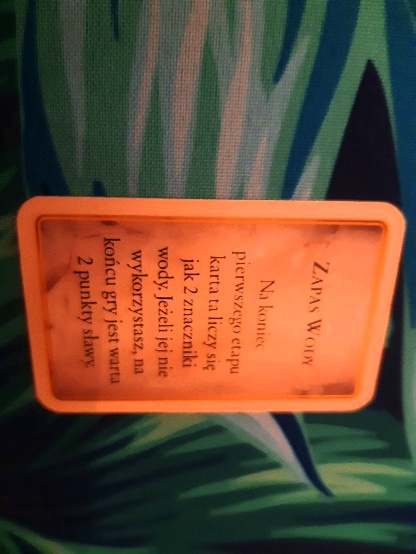 Zapas Wody
Na koniec
pierwszego etapu
karta ta liczy się
jak 2 znaczniki
wody. Jeżeli jej nie
wykorzystasz, na
końcu gry jest warta
2 punkty sławy.